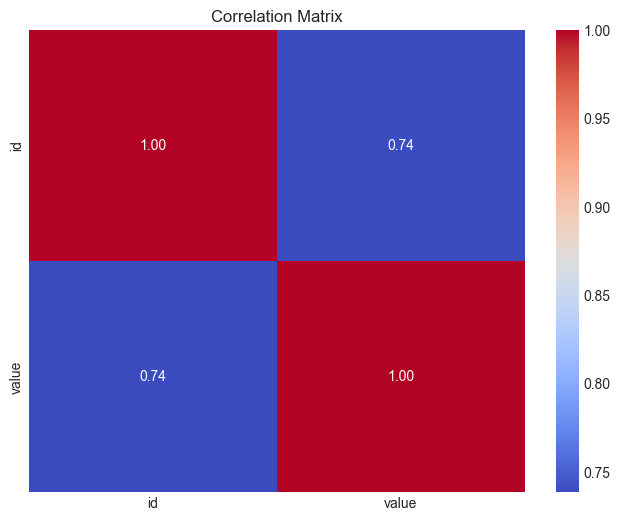 Correlation Matrix
id
1.00
0.74
value
0.74
1.00
id
value
1.00
0.95
0.90
0.85
0.80
0.75